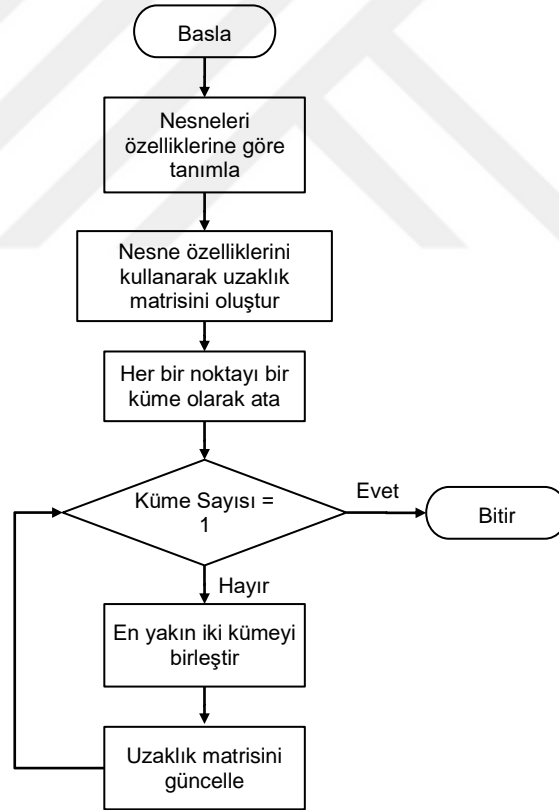 Basla
Nesneleri
özelliklerine göre
tanımla
Nesne özelliklerini
kullanarak uzaklık
matrisini oluştur
Her bir noktayı bir
küme olarak ata
Küme Sayısı =
1
Evet
Bitir
Hayır
En yakın iki kümeyi
birleştir
Uzaklık matrisini
güncelle